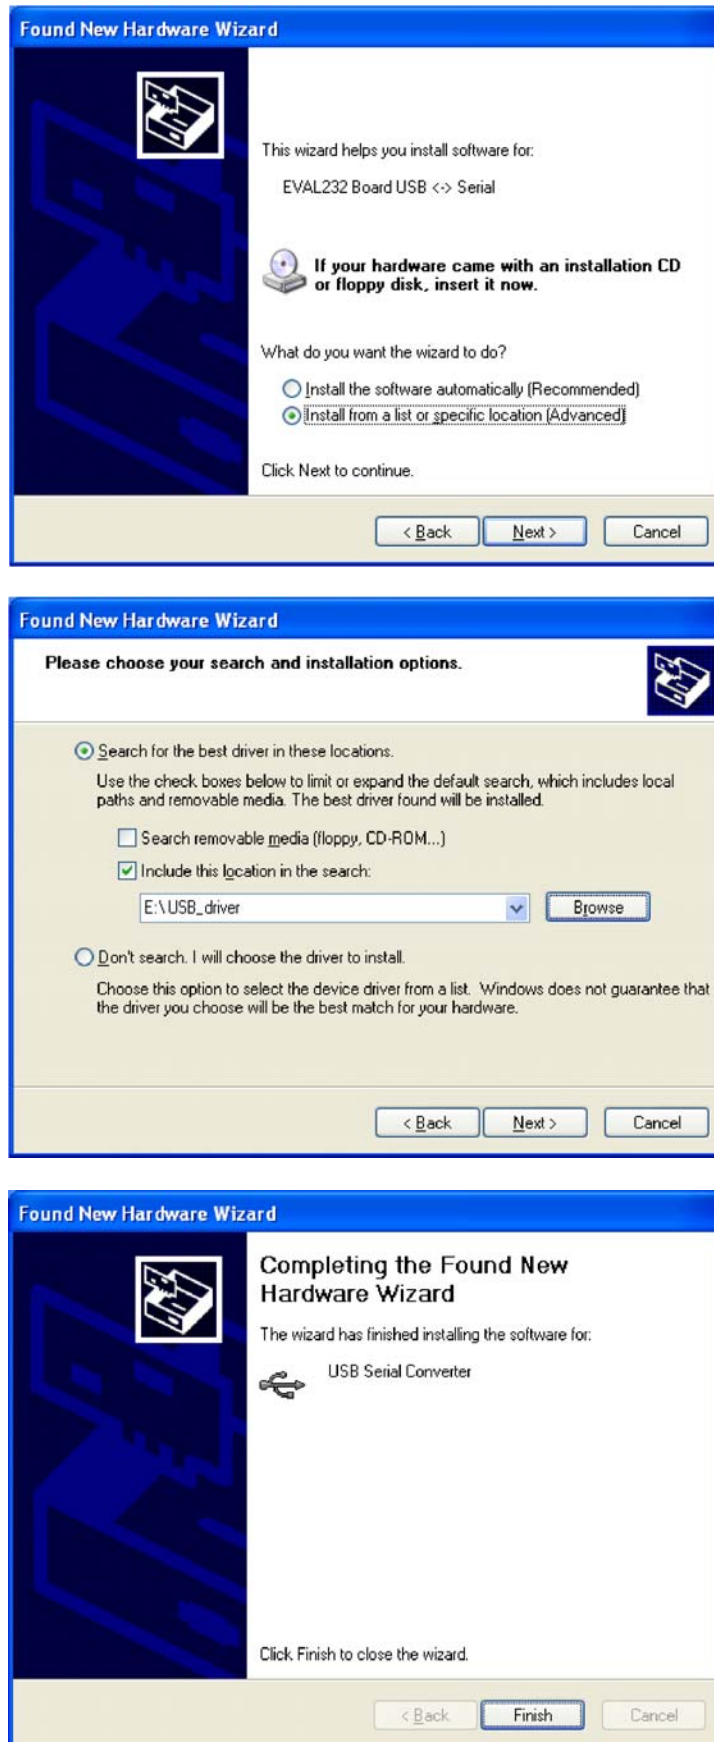 Found New Hardware Wizard
This wizard helps you install software for:
EVAL232 Board USB <-> Serial
If your hardware came with an installation CD
or floppy disk, insert it now.
What do you want the wizard to do?
Install the software automatically (Recommended)
Install from a list or specific location (Advanced)
Click Next to continue.
< Back Next > Cancel
Found New Hardware Wizard
Please choose your search and installation options.
Search for the best driver in these locations.
Use the check boxes below to limit or expand the default search, which includes local
paths and removable media. The best driver found will be installed.
Search removable media (floppy, CD-ROM...)
Include this location in the search:
E:\USB_driver Browse
Don't search. I will choose the driver to install.
Choose this option to select the device driver from a list. Windows does not guarantee that
the driver you choose will be the best match for your hardware.
< Back Next > Cancel
Found New Hardware Wizard
Completing the Found New
Hardware Wizard
The wizard has finished installing the software for:
USB Serial Converter
Click Finish to close the wizard.
< Back Finish Cancel